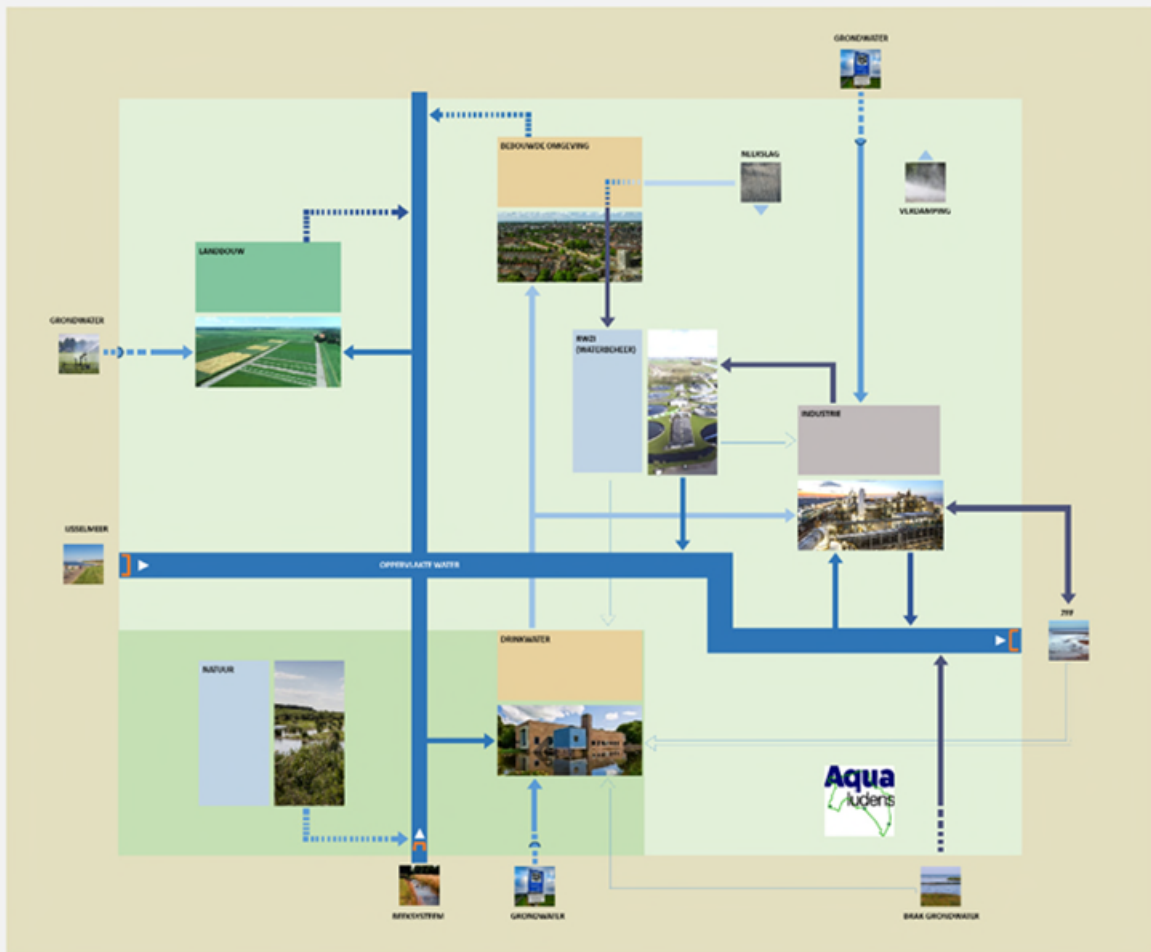 GRONDWATER
BEBOUWDE OMGEVING
NEERSLAG
VERDAMPING
LANDBOUW
GRONDWATER
RWZI
(WATERBEHEER)
INDUSTRIE
IJSSELMEER
OPPERVLAKTE WATER
ZEE
DRINKWATER
NATUUR
Aqua
ludens
BEEKSYSTEEM
GRONDWATER
BRAK GRONDWATER